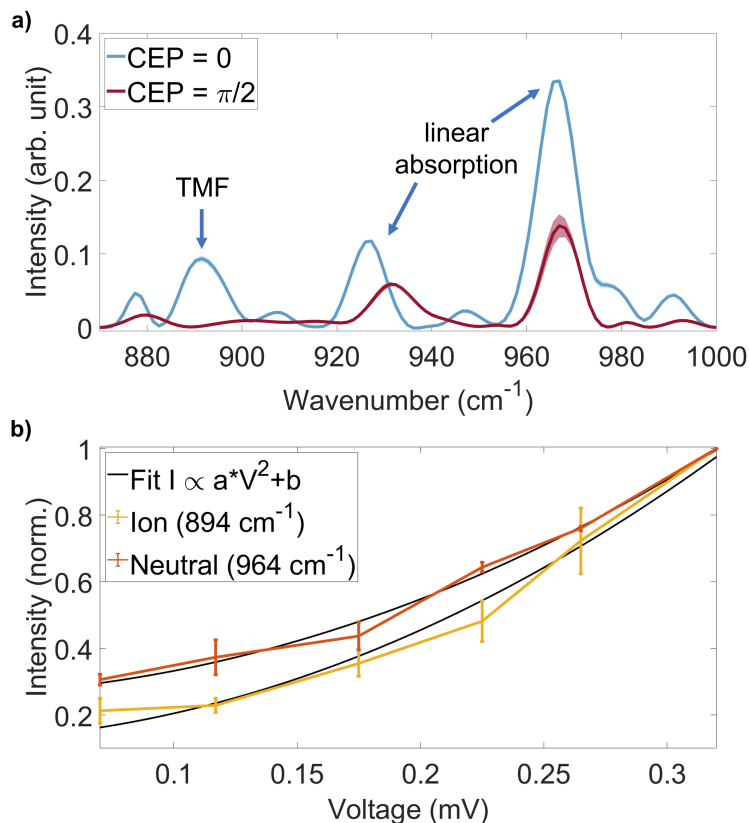 a)
0.4
0.3
0.2
0.1
0
Intensity (arb. unit)
CEP = 0
CEP = π/2
TMF
linear
absorption
880 900 920 940 960 980 1000
Wavenumber (cm⁻¹)
b)
1
0.8
0.6
0.4
0.2
Intensity (norm.)
Fit I ∝ a*V²+b
Ion (894 cm⁻¹)
Neutral (964 cm⁻¹)
0.1 0.15 0.2 0.25 0.3
Voltage (mV)